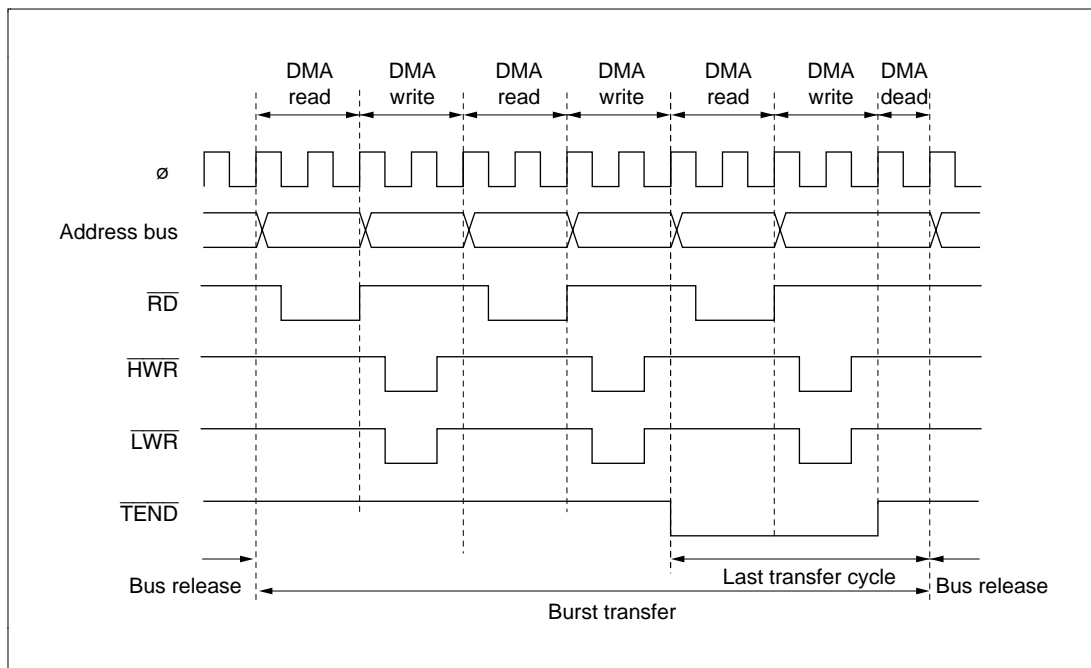 DMA read DMA write DMA read DMA write DMA read DMA write DMA dead
ø
Address bus
RD
HWR
LWR
TEND
Last transfer cycle
Bus release Bus release
Burst transfer